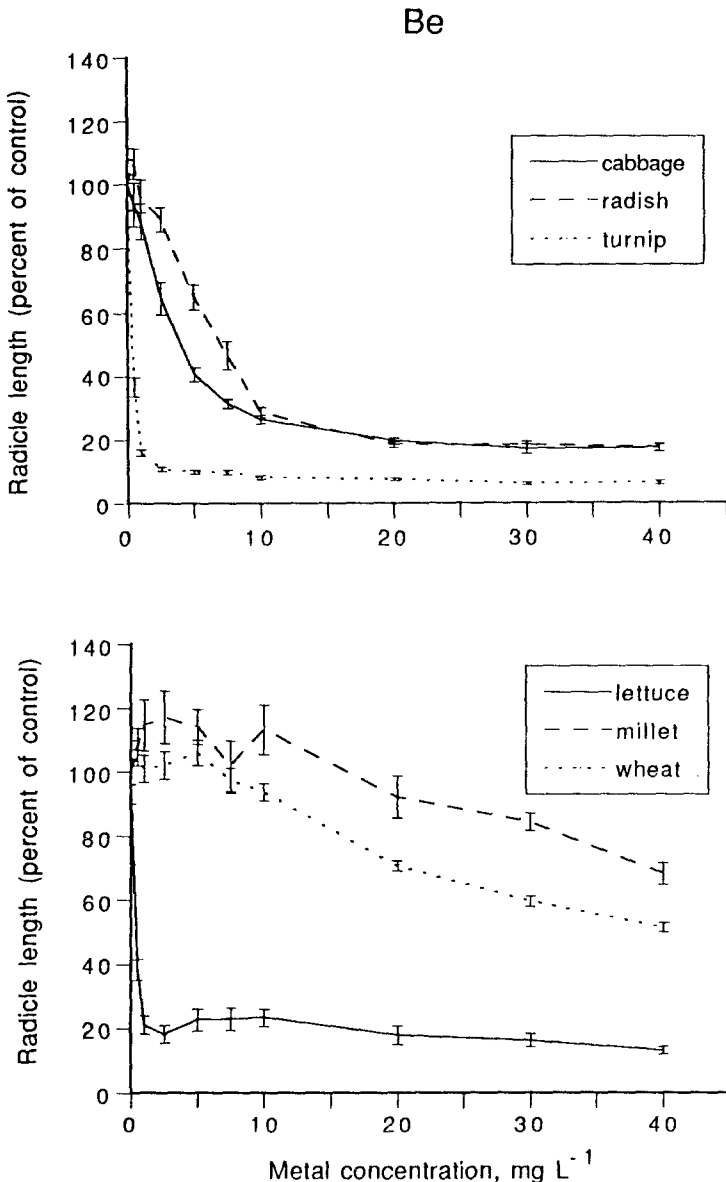 Be
Radicle length (percent of control)
140
120
100
80
60
40
20
0
cabbage
radish
turnip
0 10 20 30 40
Radicle length (percent of control)
140
120
100
80
60
40
20
0
lettuce
millet
wheat
0 10 20 30 40
Metal concentration, mg L⁻¹